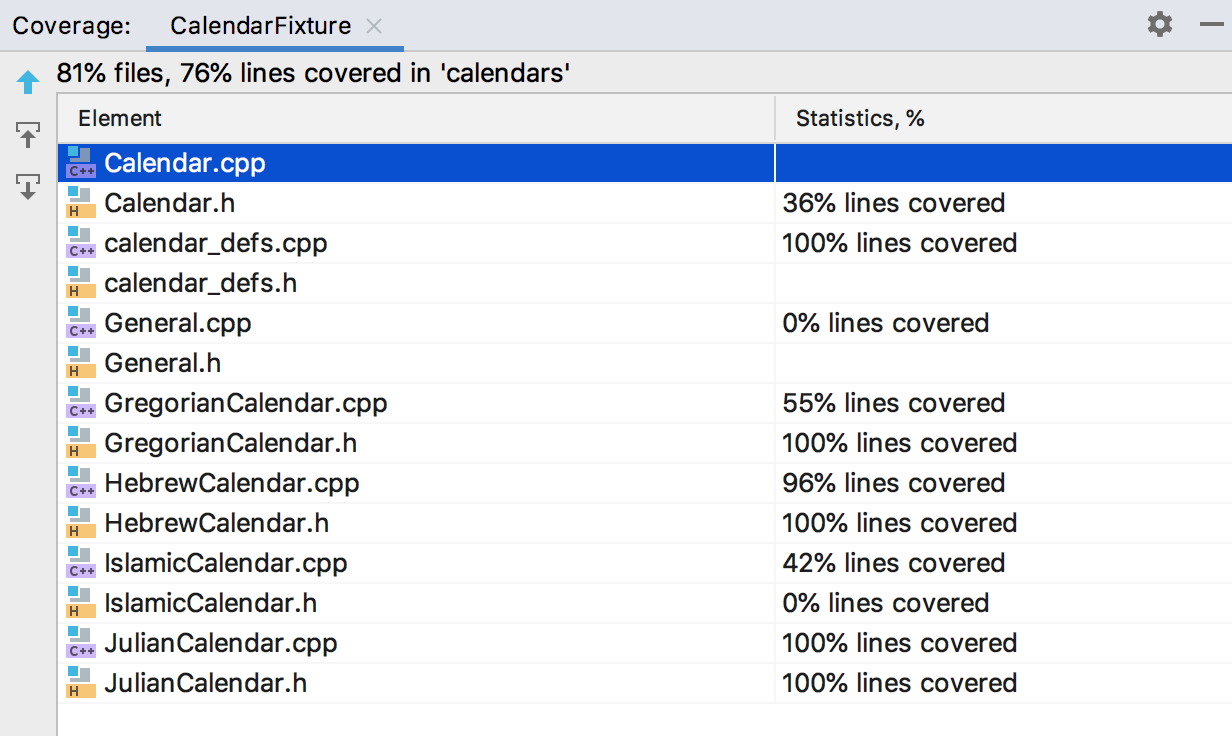 Coverage: CalendarFixture
81% files, 76% lines covered in 'calendars'
Element Statistics, %
C++ Calendar.cpp
H Calendar.h 36% lines covered
C++ calendar_defs.cpp 100% lines covered
H calendar_defs.h
C++ General.cpp 0% lines covered
H General.h
C++ GregorianCalendar.cpp 55% lines covered
H GregorianCalendar.h 100% lines covered
C++ HebrewCalendar.cpp 96% lines covered
H HebrewCalendar.h 100% lines covered
C++ IslamicCalendar.cpp 42% lines covered
H IslamicCalendar.h 0% lines covered
C++ JulianCalendar.cpp 100% lines covered
H JulianCalendar.h 100% lines covered